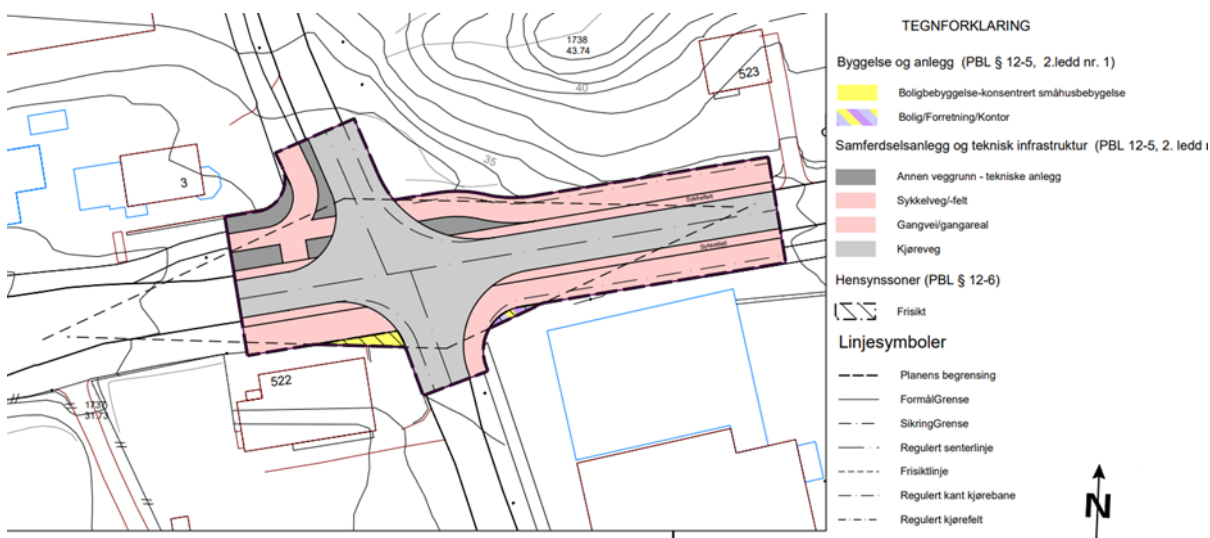 1738
43.74
40
35
523
3
Sykkelfelt
Sykkelfelt
522
1737
31.73
TEGNFORKLARING
Byggelse og anlegg (PBL § 12-5, 2.ledd nr. 1)
Boligbebyggelse-konsentrert småhusbebygelse
Bolig/Forretning/Kontor
Samferdselsanlegg og teknisk infrastruktur (PBL 12-5, 2. ledd n
Annen veggrunn - tekniske anlegg
Sykkelveg/-felt
Gangvei/gangareal
Kjøreveg
Hensynssoner (PBL § 12-6)
Frisikt
Linjesymboler
Planens begrensing
FormålGrense
SikringGrense
Regulert senterlinje
Frisiktlinje
Regulert kant kjørebane
Regulert kjørefelt
N